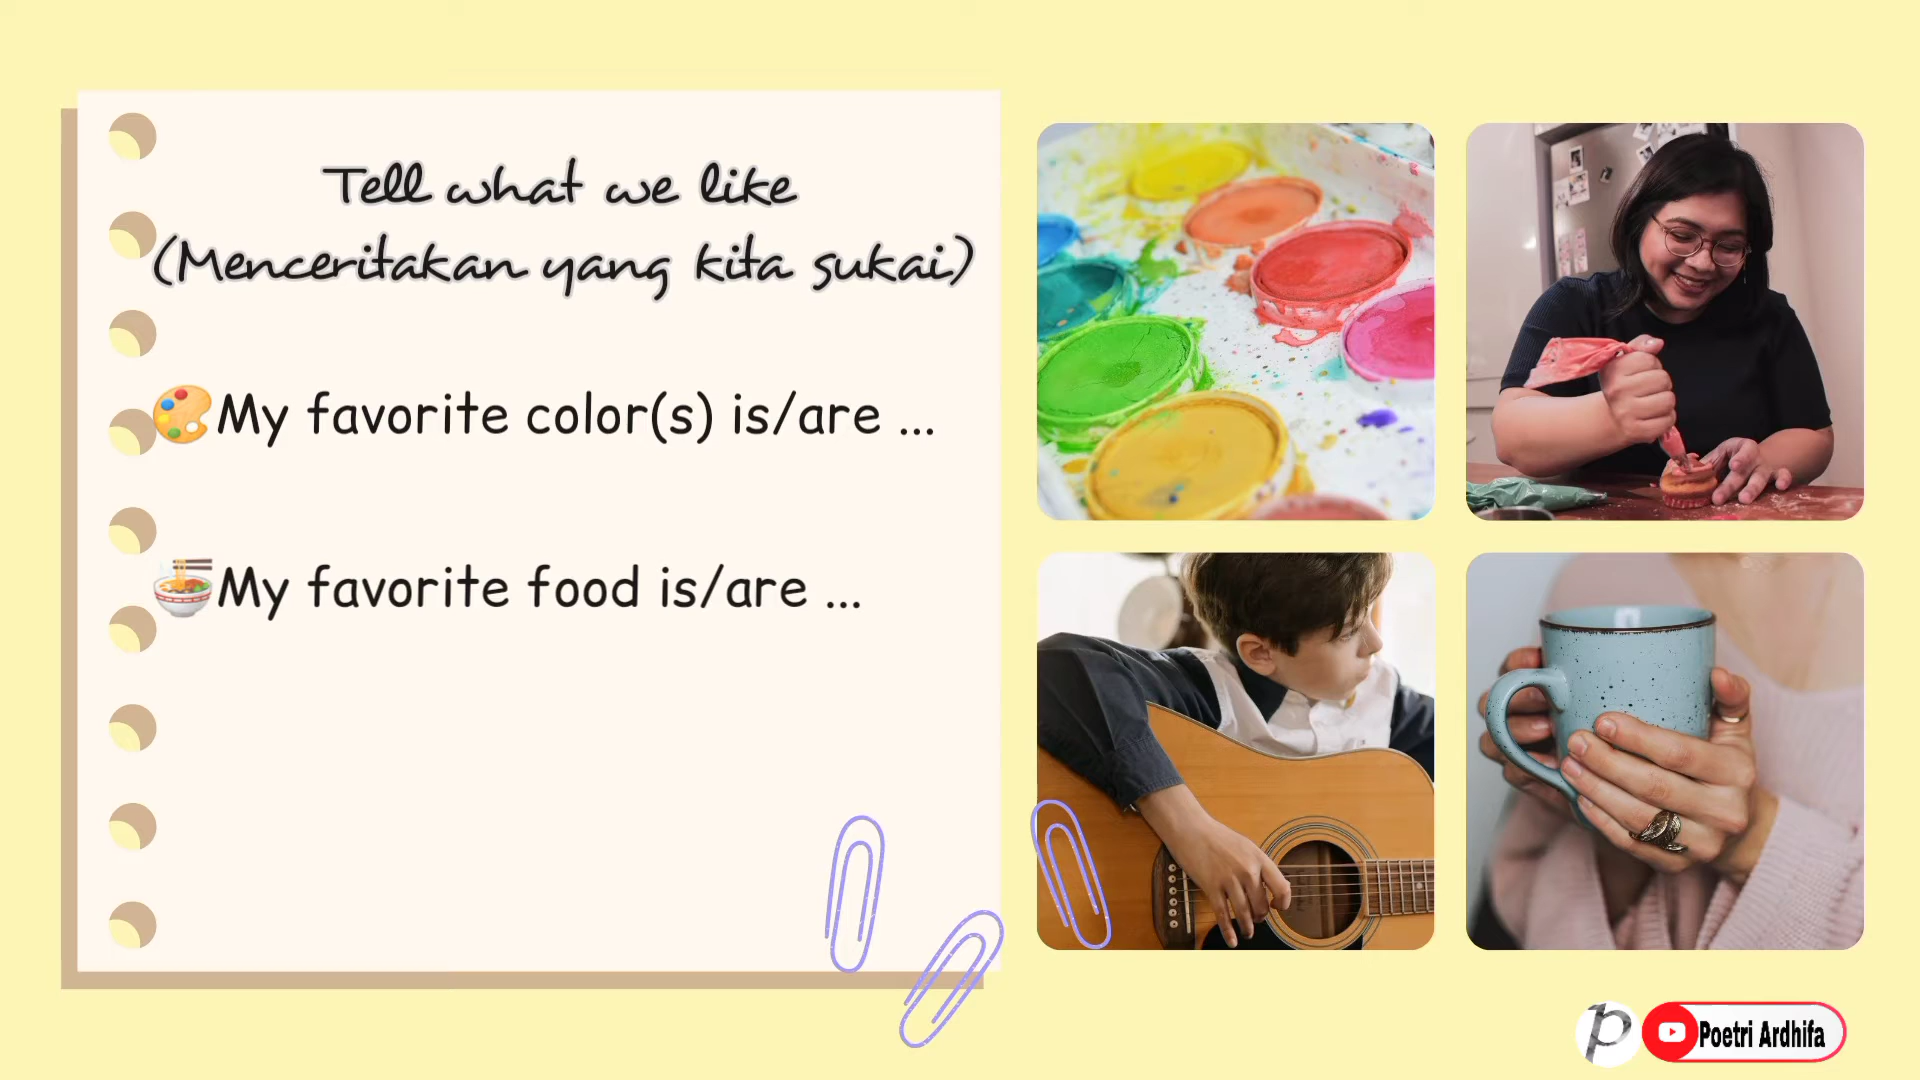 Tell what we like
(Menceritakan yang kita sukai)
My favorite color(s) is/are ...
My favorite food is/are ...
Poetri Ardhifa